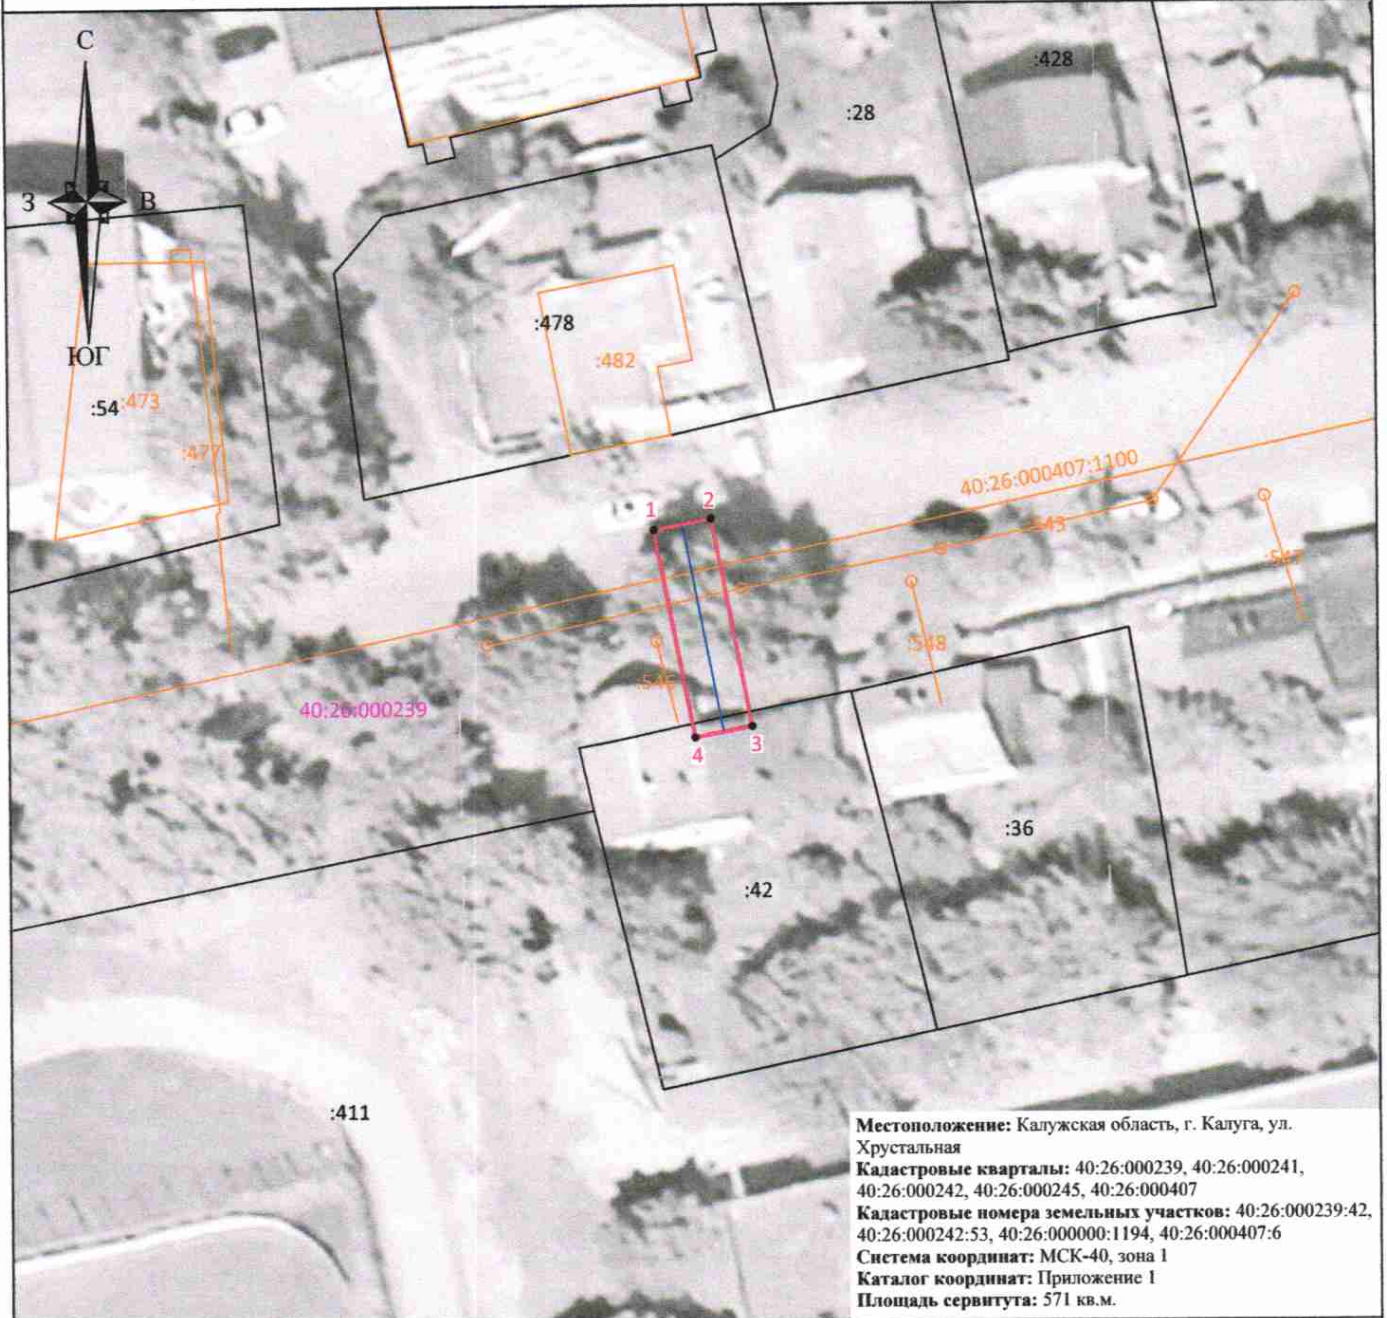 С
:428
:28
З
В
:478
ЮГ
:482
:54
:473
:477
40:26:000407:1100
2
1
:543
:547
:548
40:26:000239
3
4
:36
:42
:411
Местоположение: Калужская область, г. Калуга, ул.
Хрустальная
Кадастровые кварталы: 40:26:000239, 40:26:000241,
40:26:000242, 40:26:000245, 40:26:000407
Кадастровые номера земельных участков: 40:26:000239:42,
40:26:000242:53, 40:26:000000:1194, 40:26:000407:6
Система координат: МСК-40, зона 1
Каталог координат: Приложение 1
Площадь сервитута: 571 кв.м.